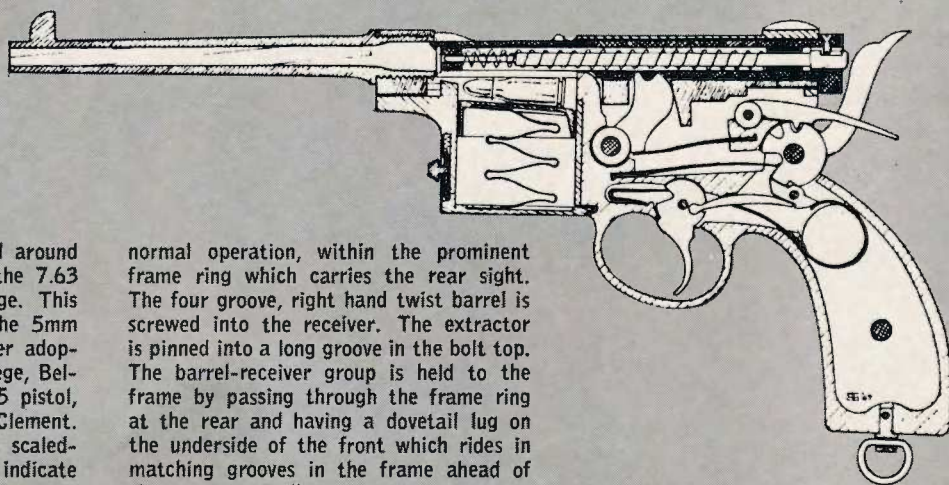 l around
the 7.63
ge. This
he 5mm
er adop-
ege, Bel-
5 pistol,
Clement.
scaled-
indicate
normal operation, within the prominent
frame ring which carries the rear sight.
The four groove, right hand twist barrel is
screwed into the receiver. The extractor
is pinned into a long groove in the bolt top.
The barrel-receiver group is held to the
frame by passing through the frame ring
at the rear and having a dovetail lug on
the underside of the front which rides in
matching grooves in the frame ahead of